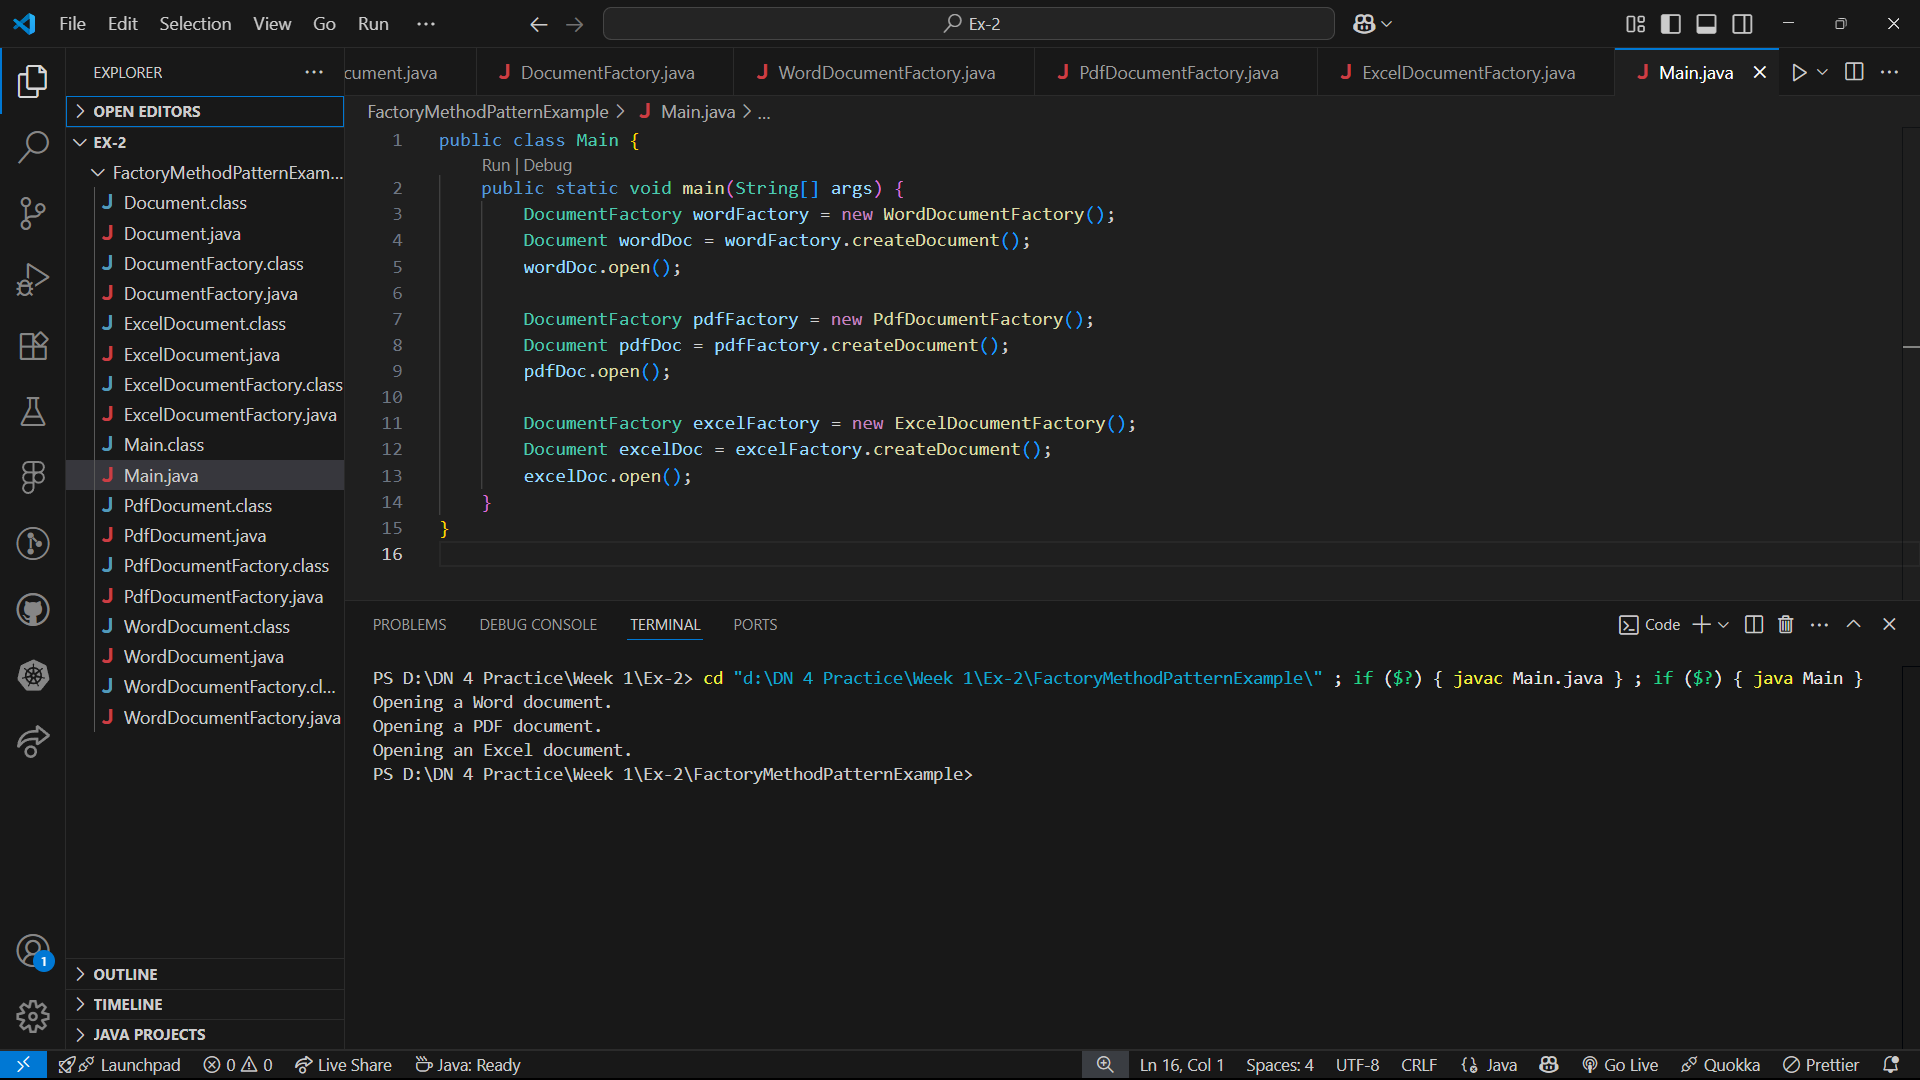 File Edit Selection View Go Run ··· Ex-2
EXPLORER ···
OPEN EDITORS
EX-2
FactoryMethodPatternExam...
Document.class
Document.java
DocumentFactory.class
DocumentFactory.java
ExcelDocument.class
ExcelDocument.java
ExcelDocumentFactory.class
ExcelDocumentFactory.java
Main.class
Main.java
PdfDocument.class
PdfDocument.java
PdfDocumentFactory.class
PdfDocumentFactory.java
WordDocument.class
WordDocument.java
WordDocumentFactory.cl...
WordDocumentFactory.java
OUTLINE
TIMELINE
JAVA PROJECTS
1
cument.java DocumentFactory.java WordDocumentFactory.java PdfDocumentFactory.java ExcelDocumentFactory.java Main.java
FactoryMethodPatternExample > Main.java > ...
1 public class Main {
Run | Debug
2 public static void main(String[] args) {
3 DocumentFactory wordFactory = new WordDocumentFactory();
4 Document wordDoc = wordFactory.createDocument();
5 wordDoc.open();
6
7 DocumentFactory pdfFactory = new PdfDocumentFactory();
8 Document pdfDoc = pdfFactory.createDocument();
9 pdfDoc.open();
10
11 DocumentFactory excelFactory = new ExcelDocumentFactory();
12 Document excelDoc = excelFactory.createDocument();
13 excelDoc.open();
14 }
15 }
16
PROBLEMS DEBUG CONSOLE TERMINAL PORTS Code
PS D:\DN 4 Practice\Week 1\Ex-2> cd "d:\DN 4 Practice\Week 1\Ex-2\FactoryMethodPatternExample\" ; if ($?) { javac Main.java } ; if ($?) { java Main }
Opening a Word document.
Opening a PDF document.
Opening an Excel document.
PS D:\DN 4 Practice\Week 1\Ex-2\FactoryMethodPatternExample>
Launchpad 0 0 Live Share Java: Ready Ln 16, Col 1 Spaces: 4 UTF-8 CRLF {} Java Go Live Quokka Prettier